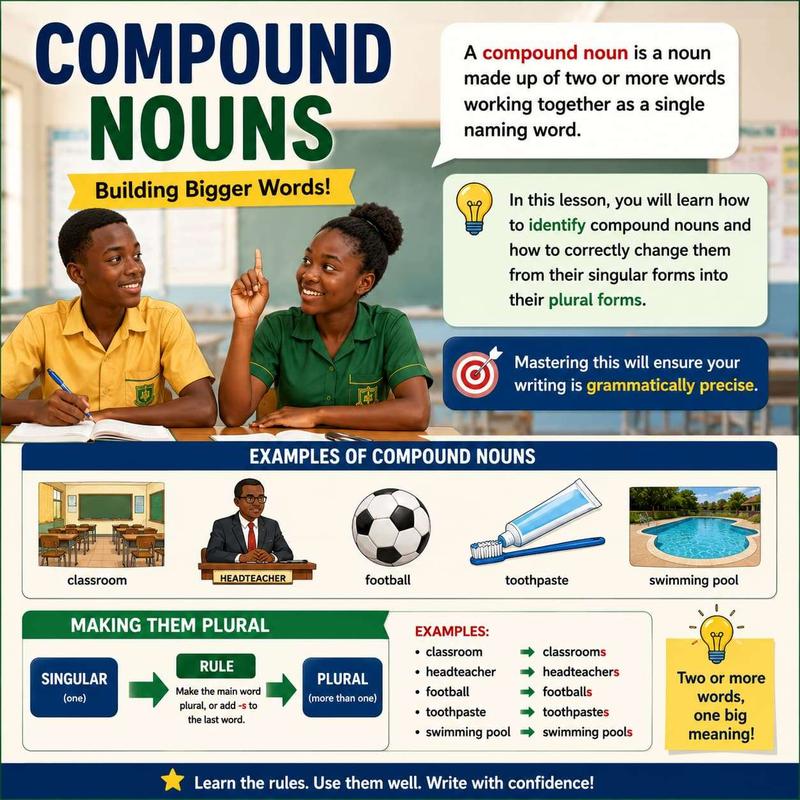 COMPOUND
NOUNS
Building Bigger Words!
A compound noun is a noun
made up of two or more words
working together as a single
naming word.
In this lesson, you will learn how
to identify compound nouns and
how to correctly change them
from their singular forms into
their plural forms.
Mastering this will ensure your
writing is grammatically precise.
EXAMPLES OF COMPOUND NOUNS
classroom
HEADTEACHER
football
toothpaste
swimming pool
MAKING THEM PLURAL
SINGULAR
(one)
RULE
Make the main word
plural, or add -s to
the last word.
PLURAL
(more than one)
EXAMPLES:
• classroom → classrooms
• headteacher → headteachers
• football → footballs
• toothpaste → toothpastes
• swimming pool → swimming pools
Two or more
words,
one big
meaning!
Learn the rules. Use them well. Write with confidence!